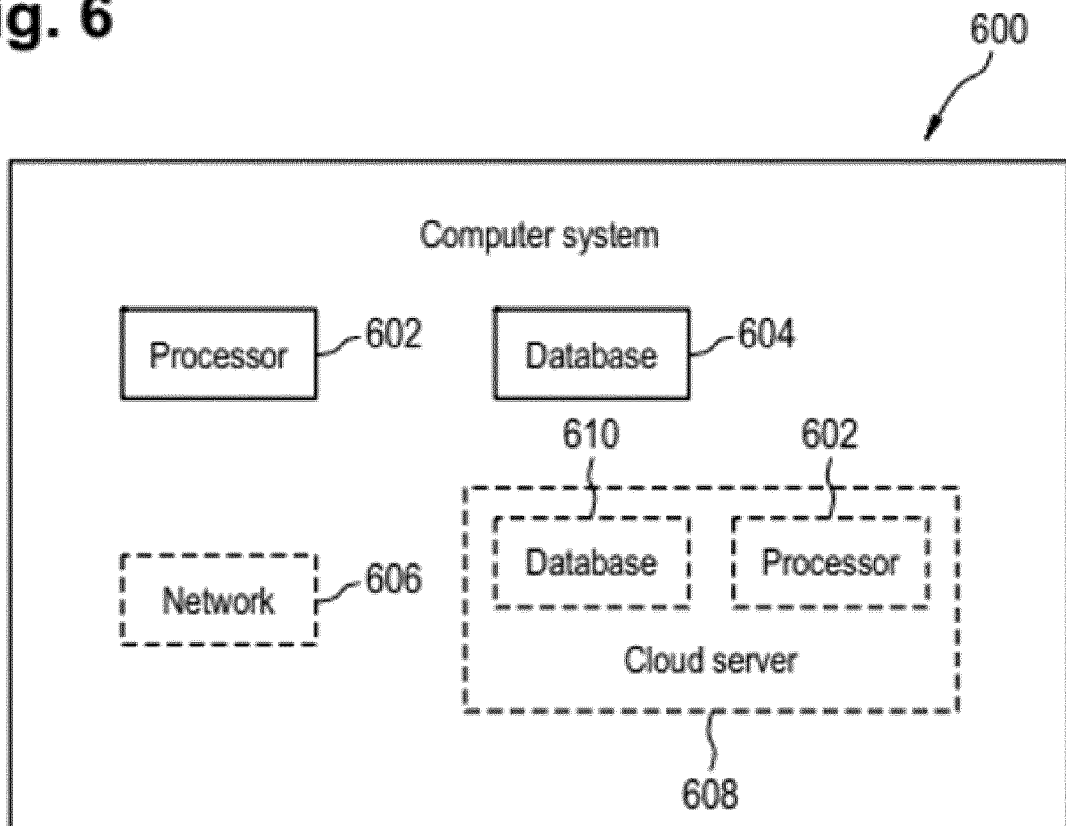 g. 6
600
Computer system
Processor
602
Database
604
610
602
Database
Processor
Network
606
Cloud server
608